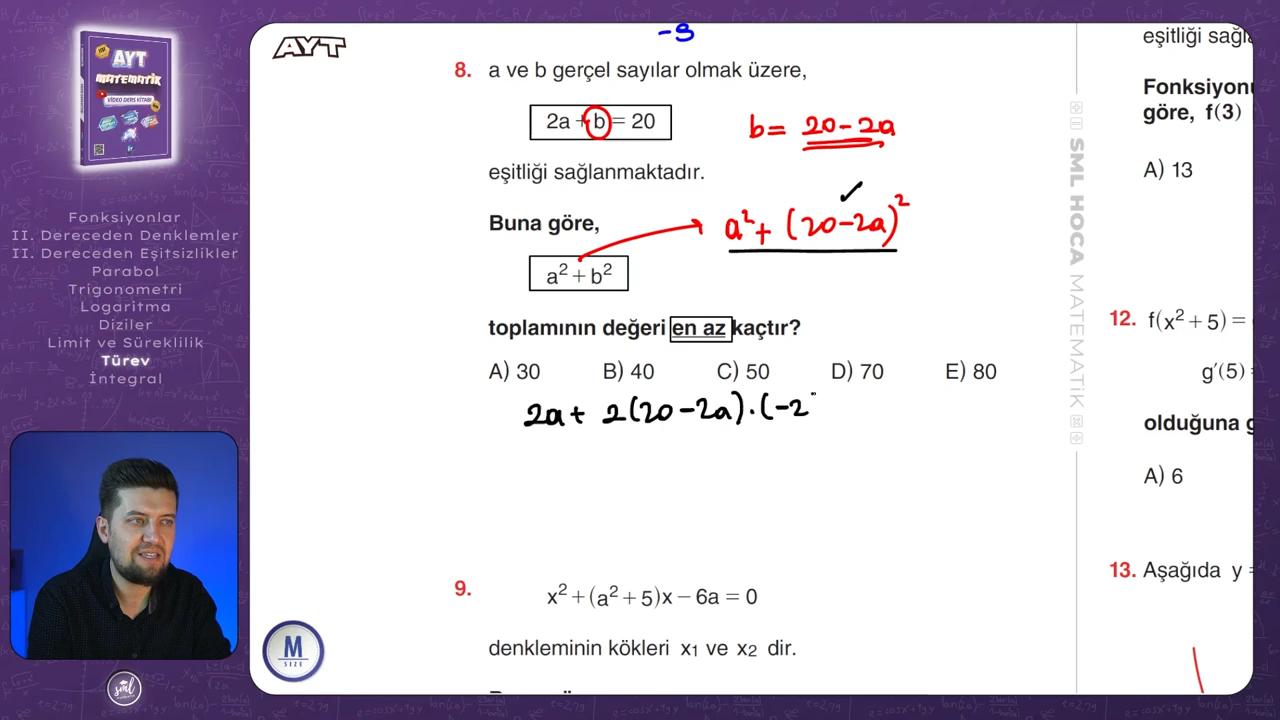 AYT
MATEMATİK
VİDEO DERS KİTABI
Fonksiyonlar
II. Dereceden Denklemler
II. Dereceden Eşitsizlikler
Parabol
Trigonometri
Logaritma
Diziler
Limit ve Süreklilik
Türev
İntegral
sml
AYT
-9
8. a ve b gerçel sayılar olmak üzere,
2a + b = 20
b = 20 - 2a
eşitliği sağlanmaktadır.
Buna göre,
a² + (20 - 2a)²
a² + b²
toplamının değeri en az kaçtır?
A) 30 B) 40 C) 50 D) 70 E) 80
2a + 2(20 - 2a) . (-2
9. x² + (a² + 5)x - 6a = 0
denkleminin kökleri x₁ ve x₂ dir.
M
SIZE
SML HOCA MATEMATİK
eşitliği
Fonksiyonu
göre, f(3)
A) 13
12. f(x² + 5) =
g'(5) =
olduğuna g
A) 6
13. Aşağıda y =